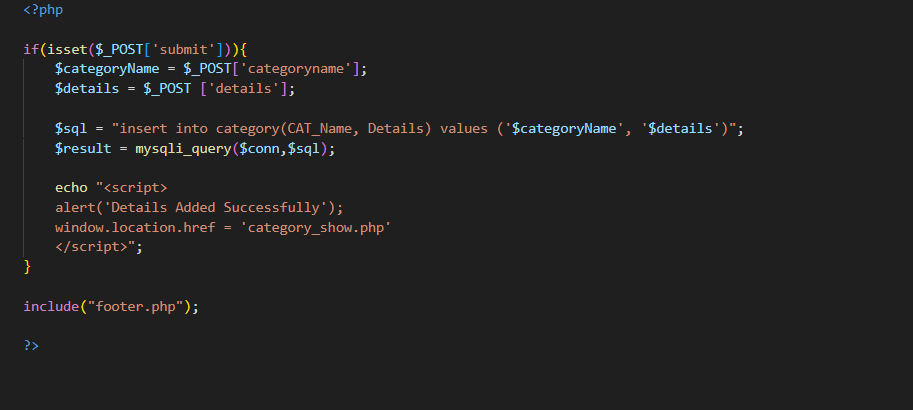 <?php
if(isset($_POST['submit'])){
$categoryName = $_POST['categoryname'];
$details = $_POST ['details'];
$sql = "insert into category(CAT_Name, Details) values ('$categoryName', '$details')";
$result = mysqli_query($conn,$sql);
echo "<script>
alert('Details Added Successfully');
window.location.href = 'category_show.php'
</script>";
}
include("footer.php");
?>